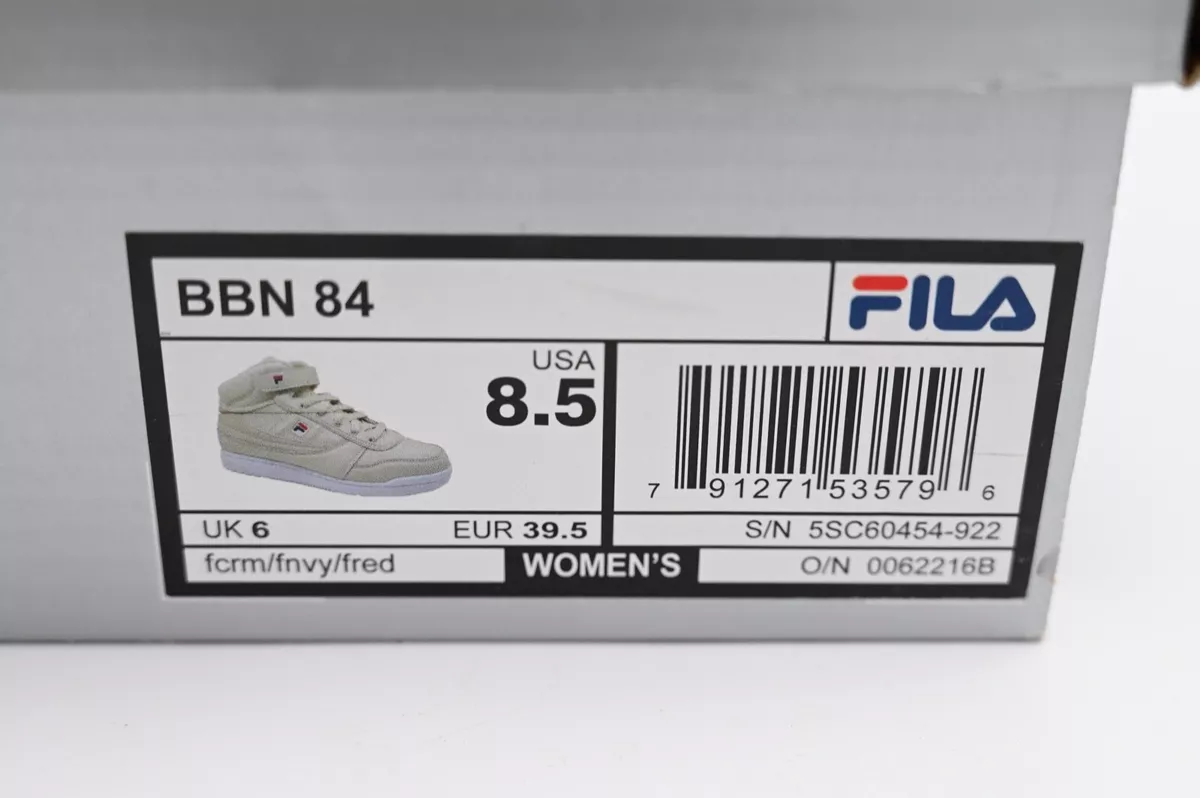 BBN 84
FILA
USA
8.5
7 91271 53579 6
UK 6 EUR 39.5
S/N 5SC60454-922
fcrm/fnvy/fred
WOMEN'S
O/N 0062216B